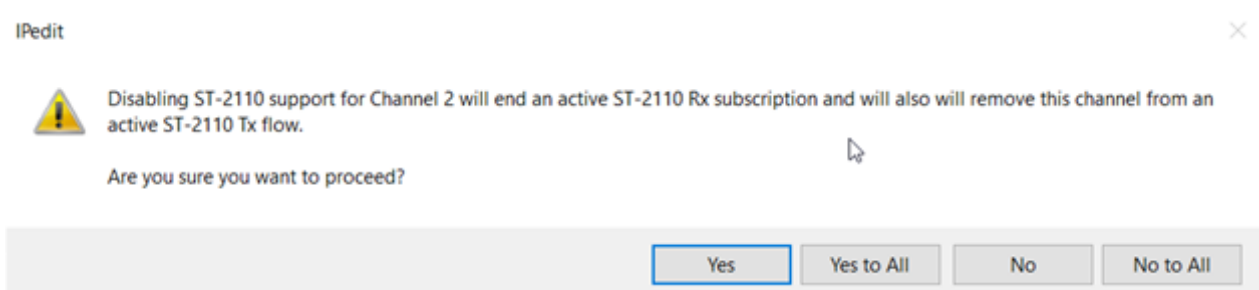 IPedit
Disabling ST-2110 support for Channel 2 will end an active ST-2110 Rx subscription and will also will remove this channel from an
active ST-2110 Tx flow.
Are you sure you want to proceed?
Yes Yes to All No No to All